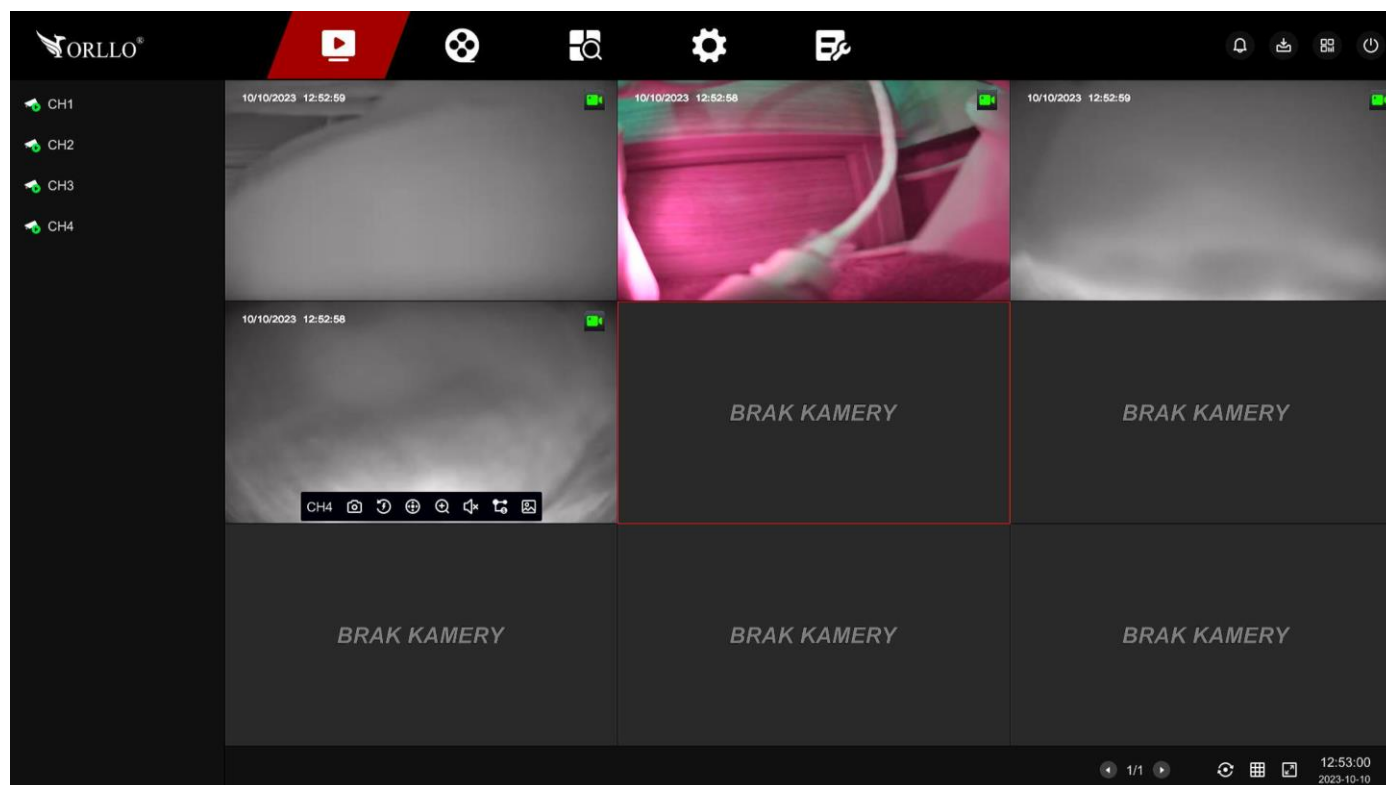 ORLLO®
CH1
CH2
CH3
CH4
10/10/2023 12:52:59
10/10/2023 12:52:58
10/10/2023 12:52:59
10/10/2023 12:52:58
CH4
BRAK KAMERY
BRAK KAMERY
BRAK KAMERY
BRAK KAMERY
BRAK KAMERY
1/1
12:53:00
2023-10-10